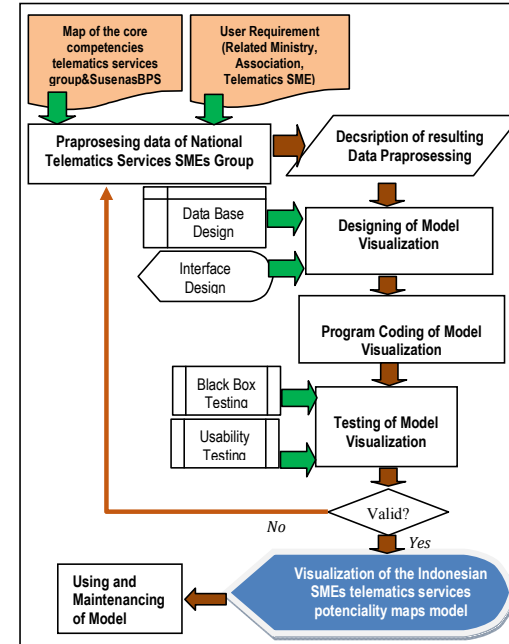 Map of the core
competencies
telematics services
group&SusenasBPS
User Requirement
(Related Ministry,
Association,
Telematics SME)
Praprosesing data of National
Telematics Services SMEs Group
Decsription of resulting
Data Praprosessing
Data Base
Design
Designing of Model
Visualization
Interface
Design
Program Coding of Model
Visualization
Black Box
Testing
Testing of Model
Visualization
Usability
Testing
Valid?
No
Yes
Visualization of the Indonesian
SMEs telematics services
potenciality maps model
Using and
Maintenancing
of Model